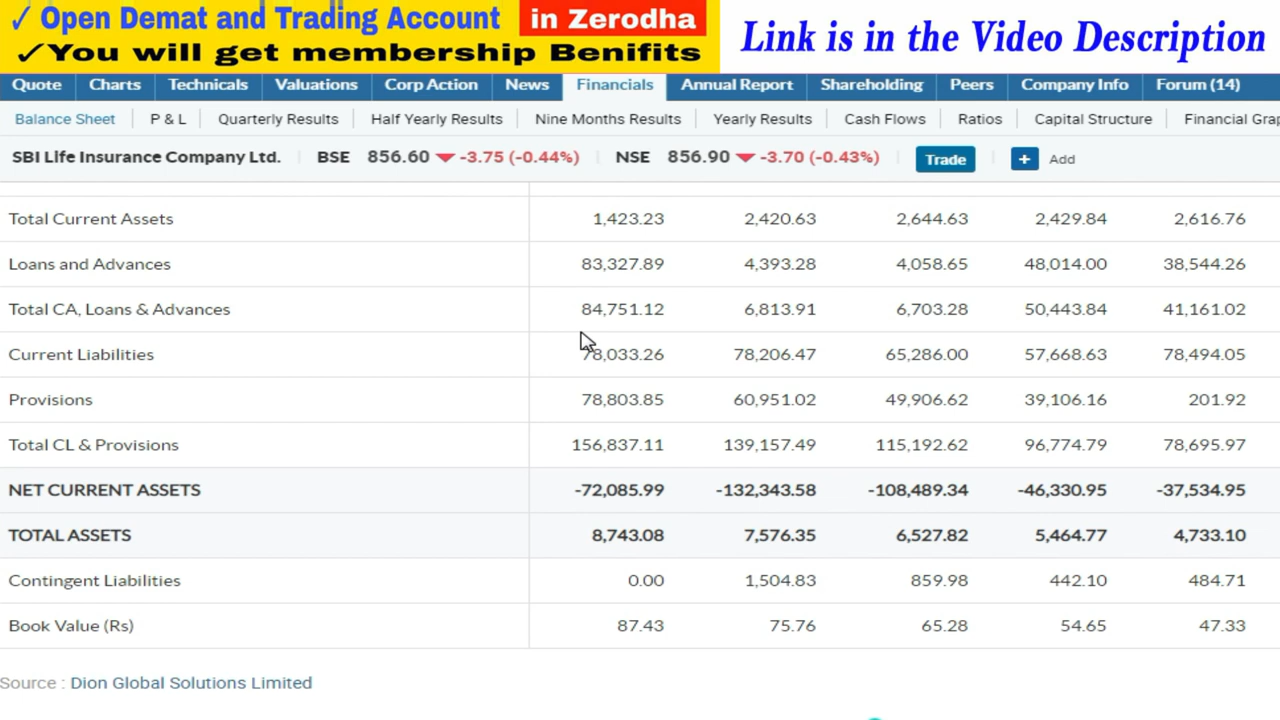 ✓ Open Demat and Trading Account in Zerodha
✓You will get membership Benifits
Link is in the Video Description
Quote Charts Technicals Valuations Corp Action News Financials Annual Report Shareholding Peers Company Info Forum (14)
Balance Sheet P & L Quarterly Results Half Yearly Results Nine Months Results Yearly Results Cash Flows Ratios Capital Structure Financial Grap
SBI Life Insurance Company Ltd. BSE 856.60 -3.75 (-0.44%) NSE 856.90 -3.70 (-0.43%) Trade + Add
Total Current Assets 1,423.23 2,420.63 2,644.63 2,429.84 2,616.76
Loans and Advances 83,327.89 4,393.28 4,058.65 48,014.00 38,544.26
Total CA, Loans & Advances 84,751.12 6,813.91 6,703.28 50,443.84 41,161.02
Current Liabilities 78,033.26 78,206.47 65,286.00 57,668.63 78,494.05
Provisions 78,803.85 60,951.02 49,906.62 39,106.16 201.92
Total CL & Provisions 156,837.11 139,157.49 115,192.62 96,774.79 78,695.97
NET CURRENT ASSETS -72,085.99 -132,343.58 -108,489.34 -46,330.95 -37,534.95
TOTAL ASSETS 8,743.08 7,576.35 6,527.82 5,464.77 4,733.10
Contingent Liabilities 0.00 1,504.83 859.98 442.10 484.71
Book Value (Rs) 87.43 75.76 65.28 54.65 47.33
Source : Dion Global Solutions Limited